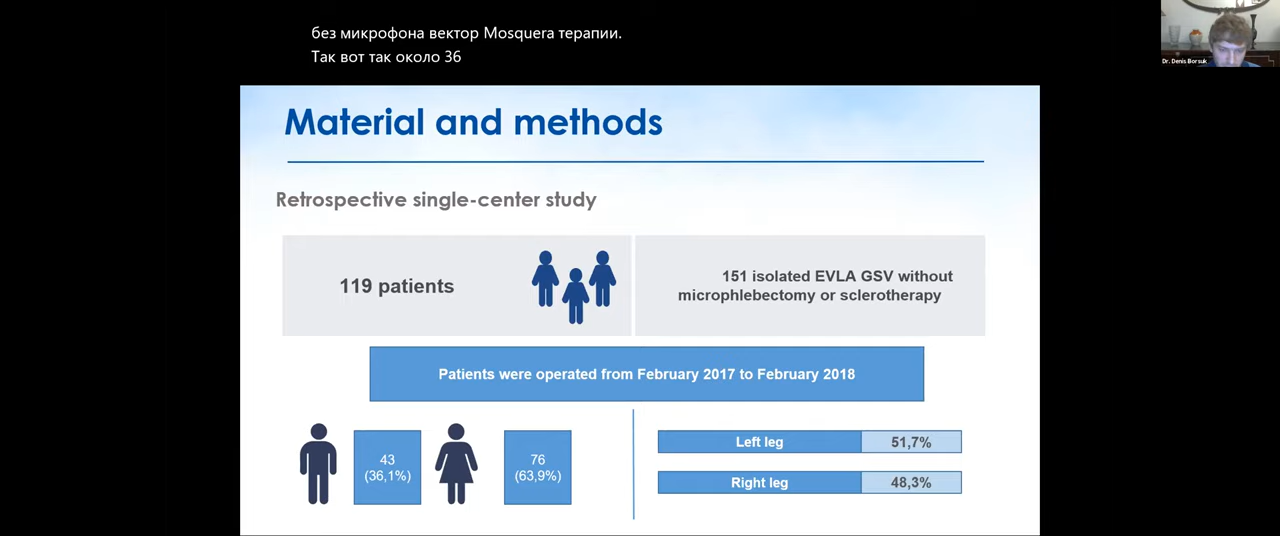 без микрофона вектор Mosquera терапии.
Так вот так около 36
Dr. Denis Borsuk
Material and methods
Retrospective single-center study
119 patients
151 isolated EVLA GSV without
microphlebectomy or sclerotherapy
Patients were operated from February 2017 to February 2018
43
(36,1%)
76
(63,9%)
Left leg 51,7%
Right leg 48,3%